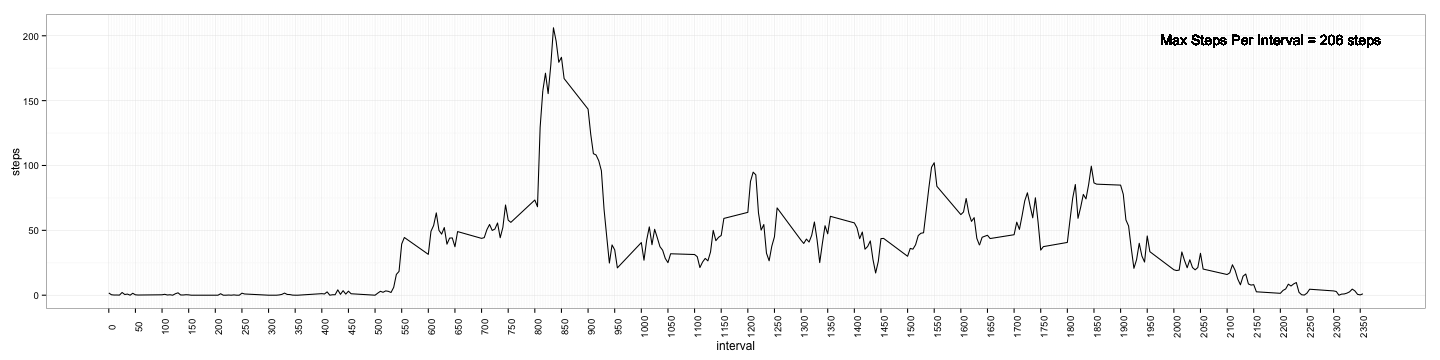 Max Steps Per Interval = 206 steps
200
150
100
50
0
steps
0 50 100 150 200 250 300 350 400 450 500 550 600 650 700 750 800 850 900 950 1000 1050 1100 1150 1200 1250 1300 1350 1400 1450 1500 1550 1600 1650 1700 1750 1800 1850 1900 1950 2000 2050 2100 2150 2200 2250 2300 2350
interval